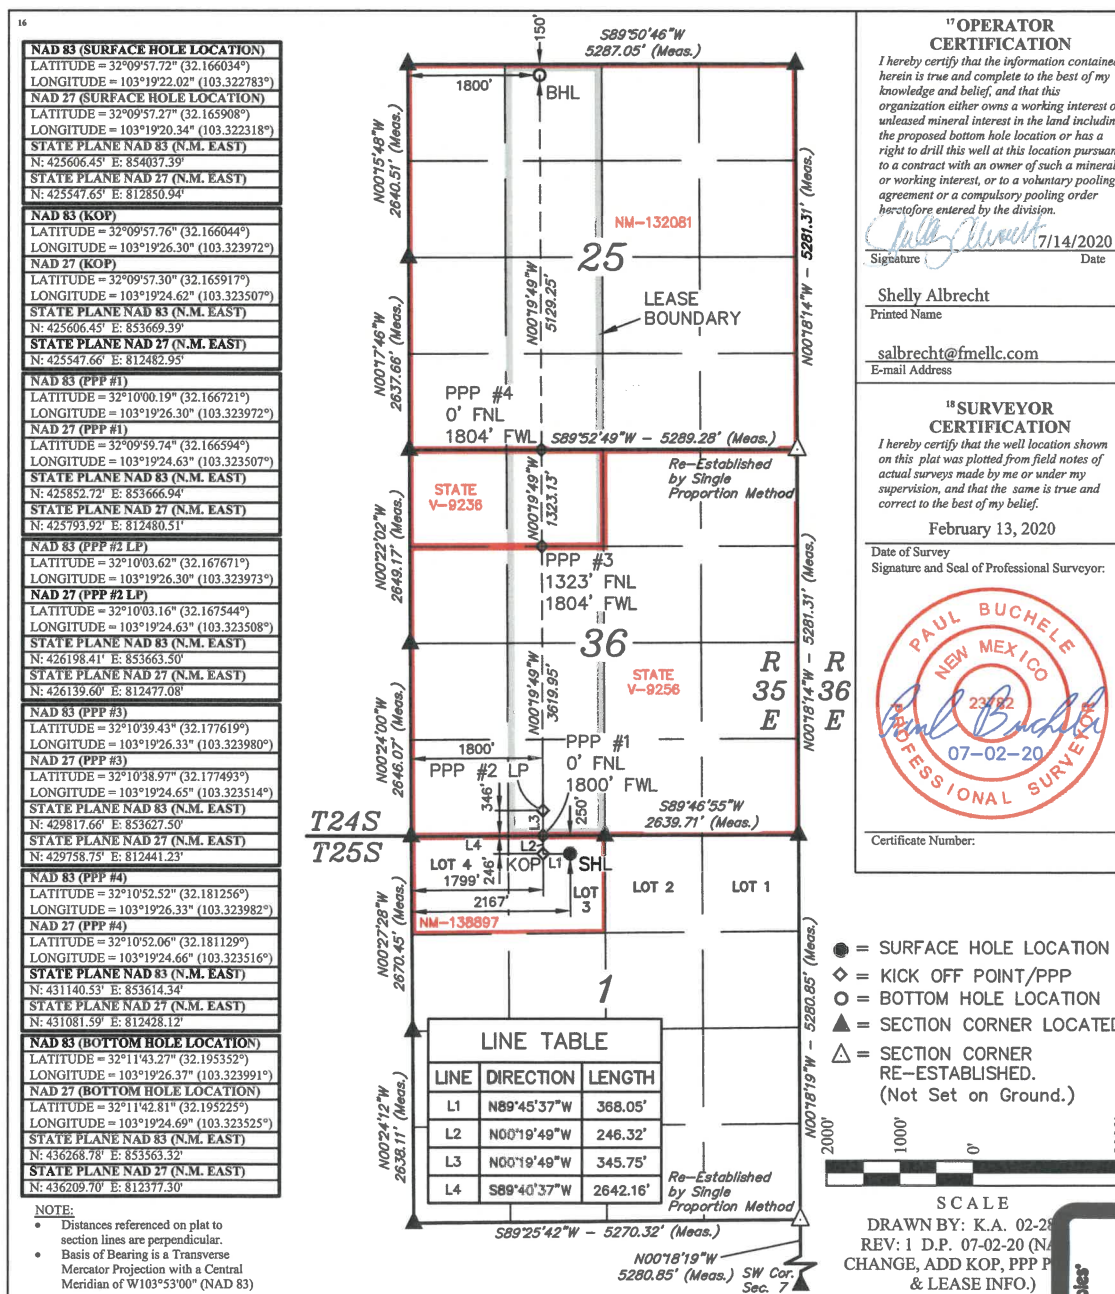 16
NAD 83 (SURFACE HOLE LOCATION)
LATITUDE = 32°09'57.72" (32.166034°)
LONGITUDE = 103°19'22.02" (103.322783°)
NAD 27 (SURFACE HOLE LOCATION)
LATITUDE = 32°09'57.27" (32.165908°)
LONGITUDE = 103°19'20.34" (103.322318°)
STATE PLANE NAD 83 (N.M. EAST)
N: 425606.45' E: 854037.39'
STATE PLANE NAD 27 (N.M. EAST)
N: 425547.65' E: 812850.94'
NAD 83 (KOP)
LATITUDE = 32°09'57.76" (32.166044°)
LONGITUDE = 103°19'26.30" (103.323972°)
NAD 27 (KOP)
LATITUDE = 32°09'57.30" (32.165917°)
LONGITUDE = 103°19'24.62" (103.323507°)
STATE PLANE NAD 83 (N.M. EAST)
N: 425606.45' E: 853669.39'
STATE PLANE NAD 27 (N.M. EAST)
N: 425547.66' E: 812482.95'
NAD 83 (PPP #1)
LATITUDE = 32°10'00.19" (32.166721°)
LONGITUDE = 103°19'26.30" (103.323972°)
NAD 27 (PPP #1)
LATITUDE = 32°09'59.74" (32.166594°)
LONGITUDE = 103°19'24.63" (103.323507°)
STATE PLANE NAD 83 (N.M. EAST)
N: 425852.72' E: 853666.94'
STATE PLANE NAD 27 (N.M. EAST)
N: 425793.92' E: 812480.51'
NAD 83 (PPP #2 LP)
LATITUDE = 32°10'03.62" (32.167671°)
LONGITUDE = 103°19'26.30" (103.323973°)
NAD 27 (PPP #2 LP)
LATITUDE = 32°10'03.16" (32.167544°)
LONGITUDE = 103°19'24.63" (103.323508°)
STATE PLANE NAD 83 (N.M. EAST)
N: 426198.41' E: 853663.50'
STATE PLANE NAD 27 (N.M. EAST)
N: 426139.60' E: 812477.08'
NAD 83 (PPP #3)
LATITUDE = 32°10'39.43" (32.177619°)
LONGITUDE = 103°19'26.33" (103.323980°)
NAD 27 (PPP #3)
LATITUDE = 32°10'38.97" (32.177493°)
LONGITUDE = 103°19'24.65" (103.323514°)
STATE PLANE NAD 83 (N.M. EAST)
N: 429817.66' E: 853627.50'
STATE PLANE NAD 27 (N.M. EAST)
N: 429758.75' E: 812441.23'
NAD 83 (PPP #4)
LATITUDE = 32°10'52.52" (32.181256°)
LONGITUDE = 103°19'26.33" (103.323982°)
NAD 27 (PPP #4)
LATITUDE = 32°10'52.06" (32.181129°)
LONGITUDE = 103°19'24.66" (103.323516°)
STATE PLANE NAD 83 (N.M. EAST)
N: 431140.53' E: 853614.34'
STATE PLANE NAD 27 (N.M. EAST)
N: 431081.59' E: 812428.12'
NAD 83 (BOTTOM HOLE LOCATION)
LATITUDE = 32°11'43.27" (32.195352°)
LONGITUDE = 103°19'26.37" (103.323991°)
NAD 27 (BOTTOM HOLE LOCATION)
LATITUDE = 32°11'42.81" (32.195225°)
LONGITUDE = 103°19'24.69" (103.323525°)
STATE PLANE NAD 83 (N.M. EAST)
N: 436268.78' E: 853563.32'
STATE PLANE NAD 27 (N.M. EAST)
N: 436209.70' E: 812377.30'
NOTE:
• Distances referenced on plat to
section lines are perpendicular.
• Basis of Bearing is a Transverse
Mercator Projection with a Central
Meridian of W103°53'00" (NAD 83)
150'
S89°50'46"W
5287.05' (Meas.)
1800'
BHL
N00°15'48"W
2640.51' (Meas.)
NM-132081
25
N00°18'14"W - 5281.31' (Meas.)
N00°19'49"W
5129.25'
LEASE
BOUNDARY
N00°17'46"W
2637.66' (Meas.)
PPP #4
0' FNL
1804' FWL
S89°52'49"W - 5289.28' (Meas.)
Re-Established
by Single
Proportion Method
STATE
V-9236
N00°19'49"W
1323.13'
N00°22'02"W
2649.17' (Meas.)
PPP #3
1323' FNL
1804' FWL
N00°18'14"W - 5281.31' (Meas.)
36
STATE
V-9256
R
35
E
R
36
E
N00°19'49"W
3619.95'
N00°24'00"W
2646.07' (Meas.)
1800'
PPP #2 LP
PPP #1
0' FNL
1800' FWL
346'
L3
250'
S89°46'55"W
2639.71' (Meas.)
T24S
T25S
L4
L2
LOT 4
246'
KOP
L1
SHL
1799'
2167'
LOT
3
LOT 2
LOT 1
NM-138897
N00°27'28"W
2670.45' (Meas.)
1
N00°18'19"W - 5280.85' (Meas.)
LINE TABLE
LINE DIRECTION LENGTH
L1 N89°45'37"W 368.05'
L2 N00°19'49"W 246.32'
L3 N00°19'49"W 345.75'
L4 S89°40'37"W 2642.16'
N00°24'12"W
2638.11' (Meas.)
Re-Established
by Single
Proportion Method
S89°25'42"W - 5270.32' (Meas.)
N00°18'19"W
5280.85' (Meas.)
SW Cor.
Sec. 7
17 OPERATOR
CERTIFICATION
I hereby certify that the information contained
herein is true and complete to the best of my
knowledge and belief, and that this
organization either owns a working interest o
unleased mineral interest in the land includin
the proposed bottom hole location or has a
right to drill this well at this location pursuan
to a contract with an owner of such a mineral
or working interest, or to a voluntary pooling
agreement or a compulsory pooling order
heretofore entered by the division.
7/14/2020
Signature Date
Shelly Albrecht
Printed Name
salbrecht@fmellc.com
E-mail Address
18 SURVEYOR
CERTIFICATION
I hereby certify that the well location shown
on this plat was plotted from field notes of
actual surveys made by me or under my
supervision, and that the same is true and
correct to the best of my belief.
February 13, 2020
Date of Survey
Signature and Seal of Professional Surveyor:
PAUL BUCHELE
NEW MEXICO
23782
Paul Buchele
07-02-20
PROFESSIONAL SURVEYOR
Certificate Number:
= SURFACE HOLE LOCATION
= KICK OFF POINT/PPP
= BOTTOM HOLE LOCATION
= SECTION CORNER LOCATED
= SECTION CORNER
RE-ESTABLISHED.
(Not Set on Ground.)
2000'
1000'
0'
SCALE
DRAWN BY: K.A. 02-28
REV: 1 D.P. 07-02-20 (NA
CHANGE, ADD KOP, PPP P
& LEASE INFO.)